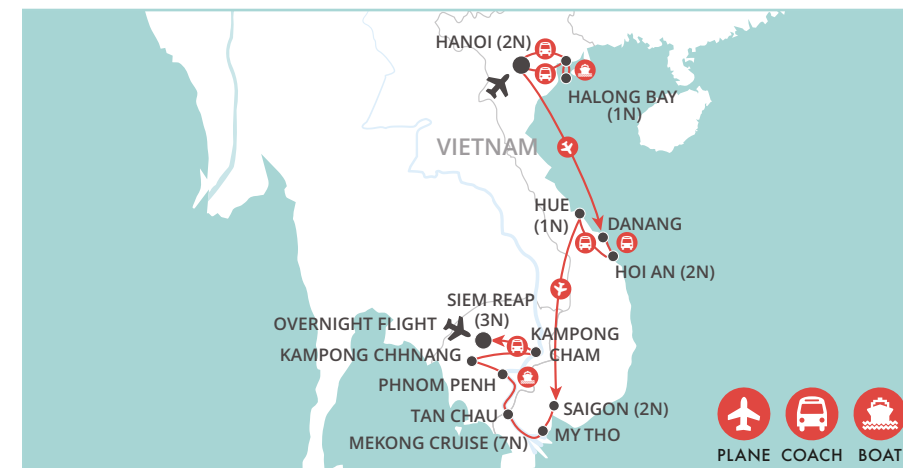 HANOI (2N)
HALONG BAY
(1N)
VIETNAM
HUE
(1N)
DANANG
HOI AN (2N)
SIEM REAP
(3N)
OVERNIGHT FLIGHT
KAMPONG
CHAM
KAMPONG CHHNANG
PHNOM PENH
TAN CHAU
SAIGON (2N)
MEKONG CRUISE (7N)
MY THO
PLANE COACH BOAT